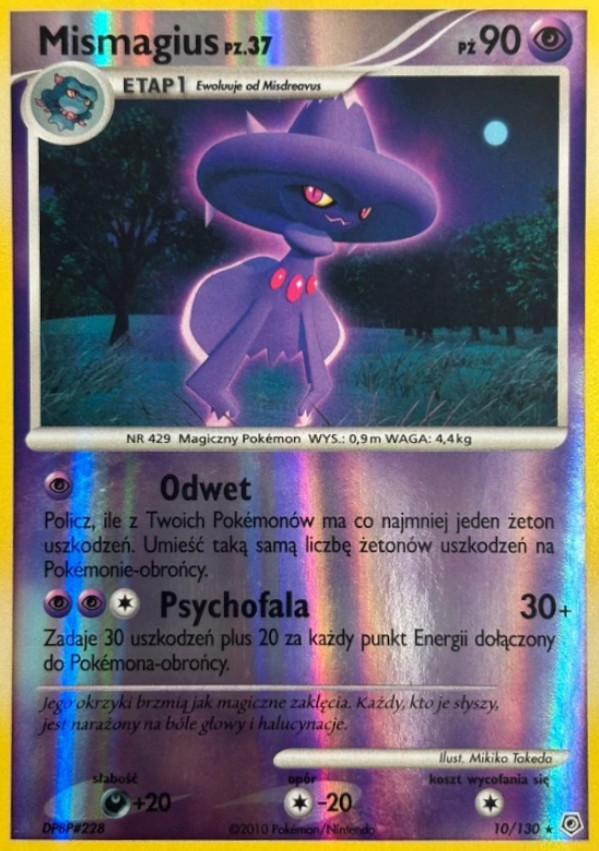 Mismagius PZ.37
PŻ 90
ETAP 1 Ewoluuje od Misdreavus
NR 429 Magiczny Pokémon WYS.: 0,9 m WAGA: 4,4 kg
Odwet
Policz, ile z Twoich Pokémonów ma co najmniej jeden żeton
uszkodzeń. Umieść taką samą liczbę żetonów uszkodzeń na
Pokémonie-obrońcy.
Psychofala 30+
Zadaje 30 uszkodzeń plus 20 za każdy punkt Energii dołączony
do Pokémona-obrońcy.
Jego okrzyki brzmią jak magiczne zaklęcia. Każdy, kto je słyszy,
jest narażony na bóle głowy i halucynacje.
Ilust. Mikiko Takeda
słabość opór koszt wycofania się
+20 -20
DPBP#228 ©2010 Pokémon/Nintendo 10/130 ★